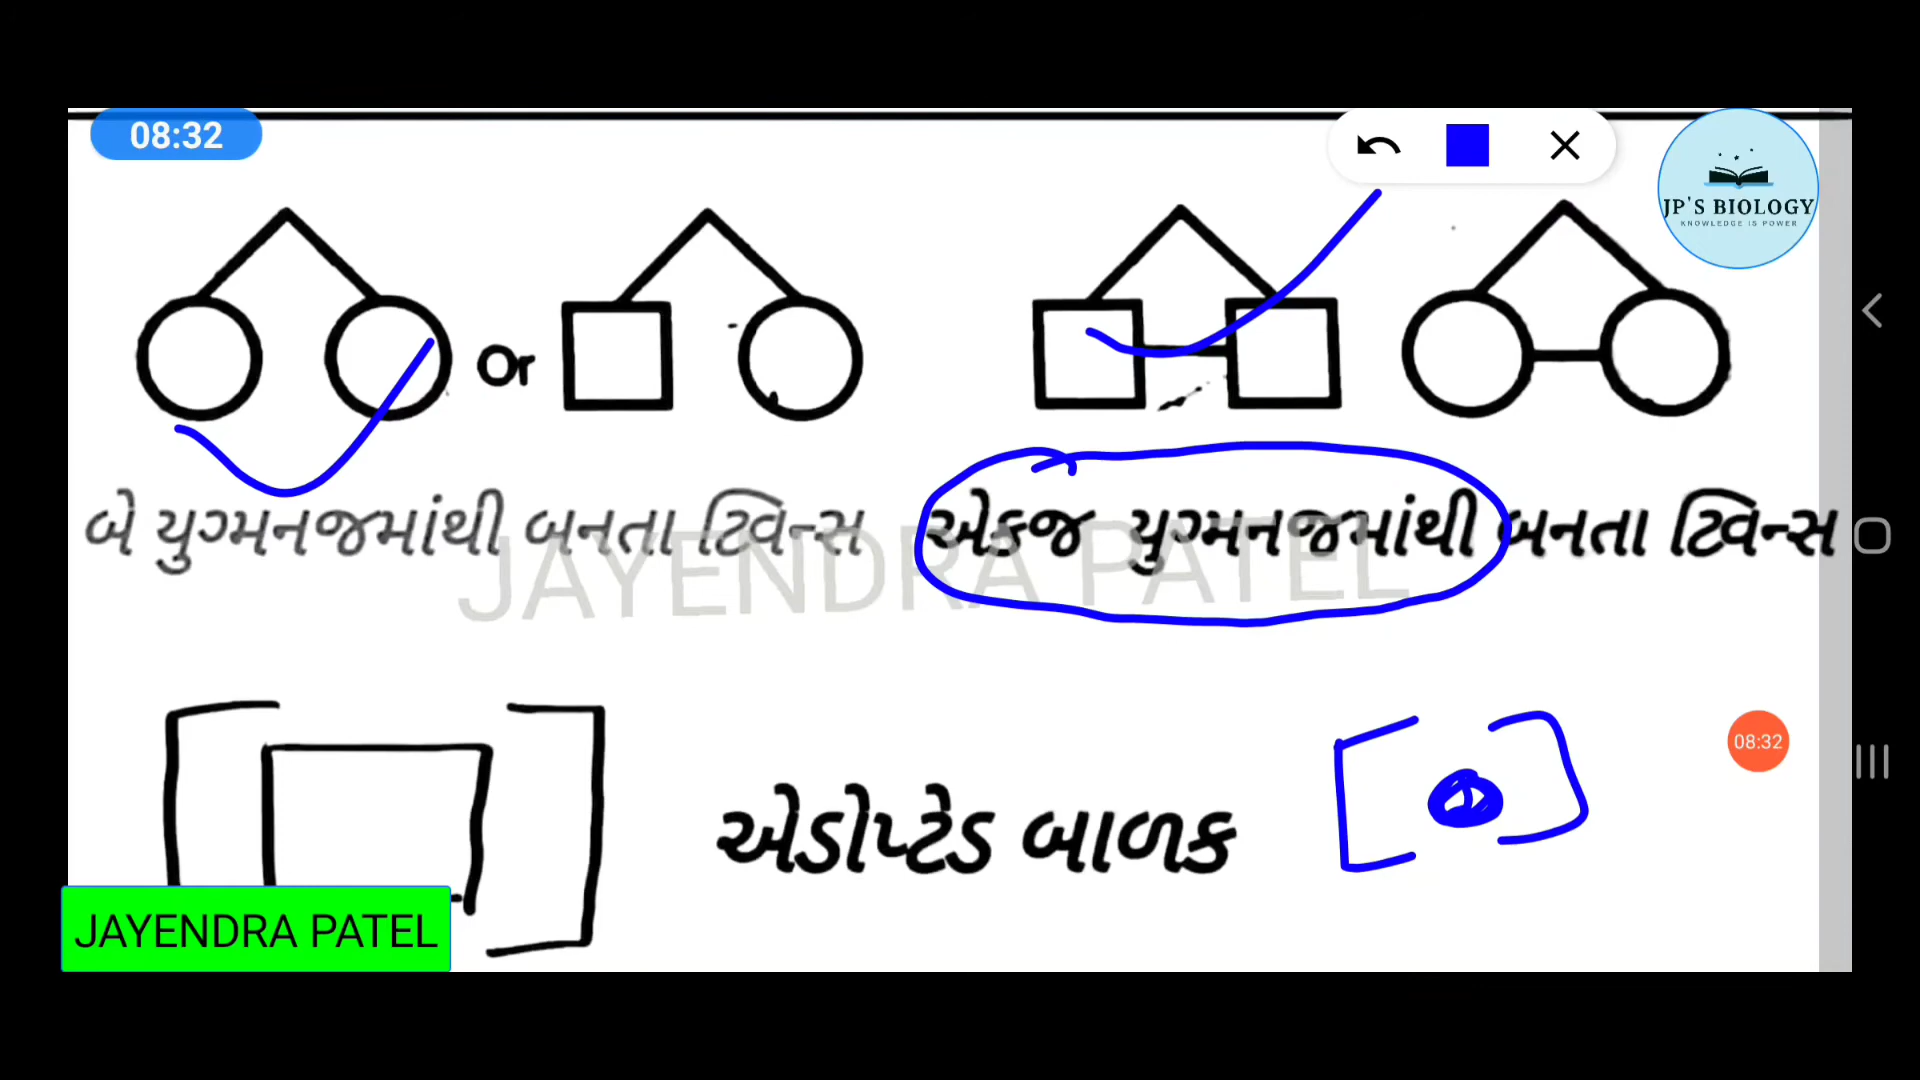 08:32
JP'S BIOLOGY
KNOWLEDGE IS POWER
Or
બે યુગ્મનજમાંથી બનતા ટ્વિન્સ
એકજ યુગ્મનજમાંથી બનતા ટ્વિન્સ
JAYENDRA PATEL
08:32
એડોપ્ટેડ બાળક
JAYENDRA PATEL